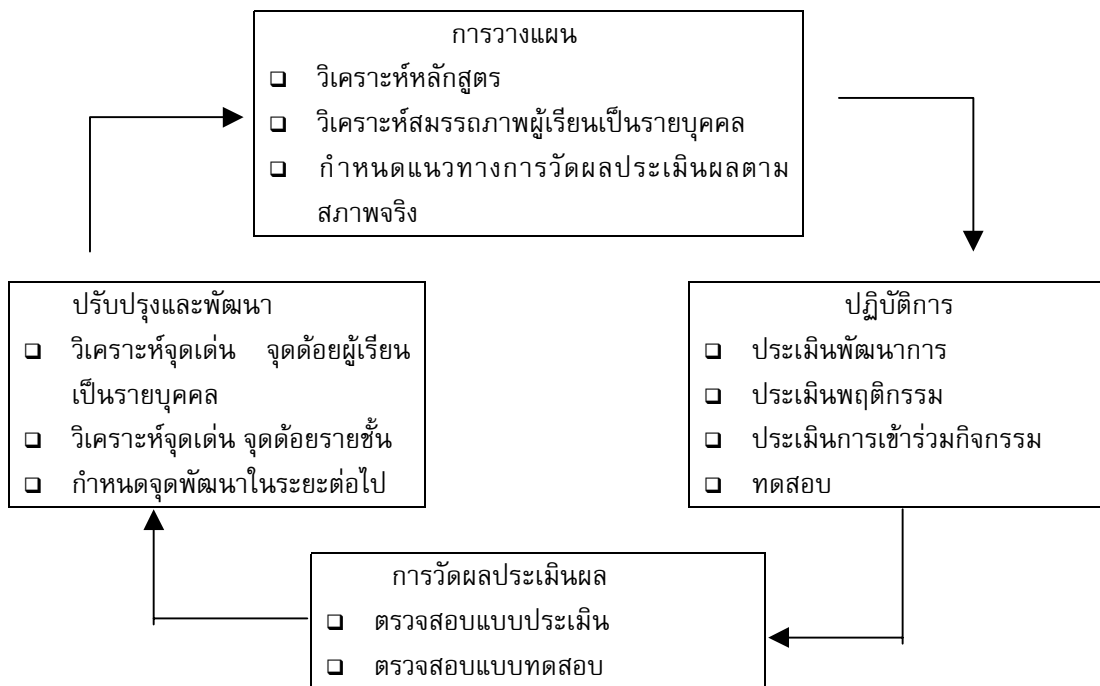 การวางแผน
❑ วิเคราะห์หลักสูตร
❑ วิเคราะห์สมรรถภาพผู้เรียนเป็นรายบุคคล
❑ กำหนดแนวทางการวัดผลประเมินผลตาม
สภาพจริง
ปฏิบัติการ
❑ ประเมินพัฒนาการ
❑ ประเมินพฤติกรรม
❑ ประเมินการเข้าร่วมกิจกรรม
❑ ทดสอบ
การวัดผลประเมินผล
❑ ตรวจสอบแบบประเมิน
❑ ตรวจสอบแบบทดสอบ
ปรับปรุงและพัฒนา
❑ วิเคราะห์จุดเด่น จุดด้อยผู้เรียน
เป็นรายบุคคล
❑ วิเคราะห์จุดเด่น จุดด้อยรายชั้น
❑ กำหนดจุดพัฒนาในระยะต่อไป